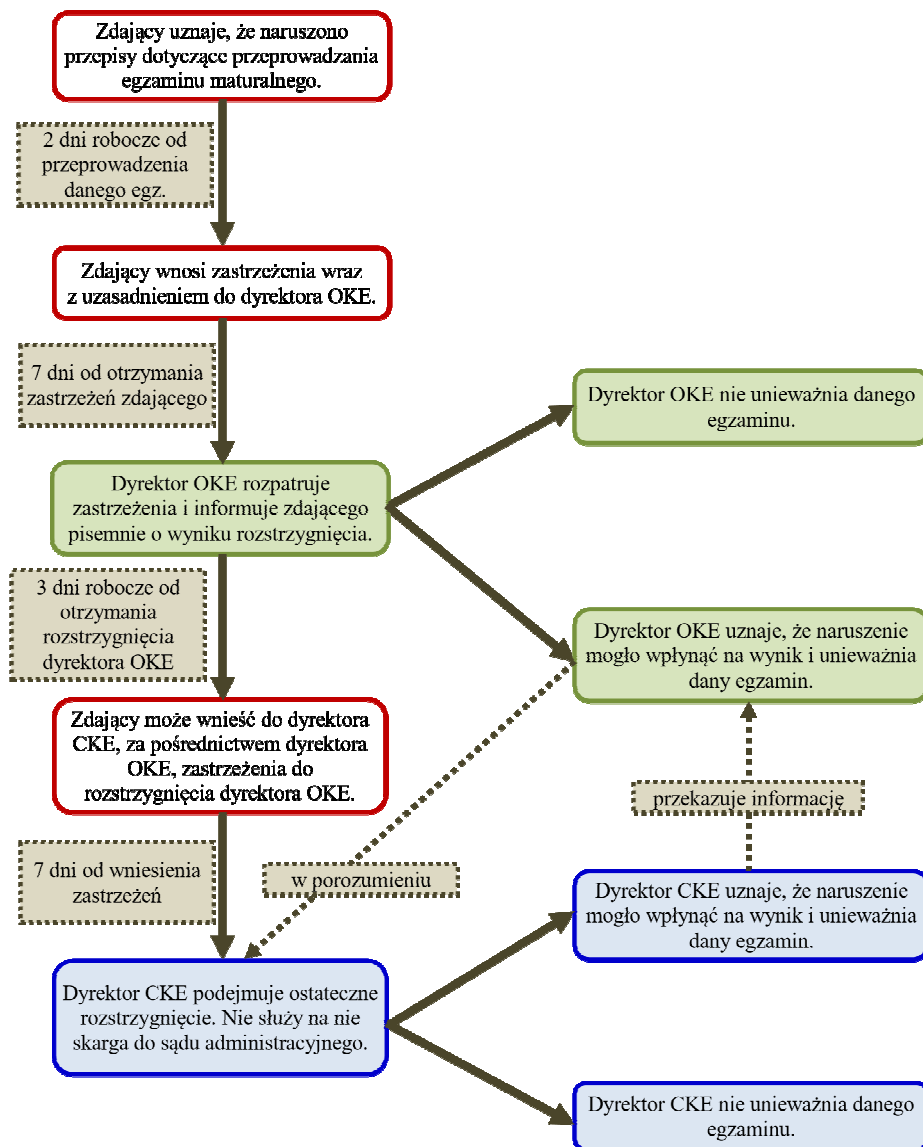 Zdający uznaje, że naruszono
przepisy dotyczące przeprowadzania
egzaminu maturalnego.
2 dni robocze od
przeprowadzenia
danego egz.
Zdający wnosi zastrzeżenia wraz
z uzasadnieniem do dyrektora OKE.
7 dni od otrzymania
zastrzeżeń zdającego
Dyrektor OKE nie unieważnia danego
egzaminu.
Dyrektor OKE rozpatruje
zastrzeżenia i informuje zdającego
pisemnie o wyniku rozstrzygnięcia.
3 dni robocze od
otrzymania
rozstrzygnięcia
dyrektora OKE
Dyrektor OKE uznaje, że naruszenie
mogło wpłynąć na wynik i unieważnia
dany egzamin.
Zdający może wnieść do dyrektora
CKE, za pośrednictwem dyrektora
OKE, zastrzeżenia do
rozstrzygnięcia dyrektora OKE.
przekazuje informację
7 dni od wniesienia
zastrzeżeń
w porozumieniu
Dyrektor CKE uznaje, że naruszenie
mogło wpłynąć na wynik i unieważnia
dany egzamin.
Dyrektor CKE podejmuje ostateczne
rozstrzygnięcie. Nie służy na nie
skarga do sądu administracyjnego.
Dyrektor CKE nie unieważnia danego
egzaminu.